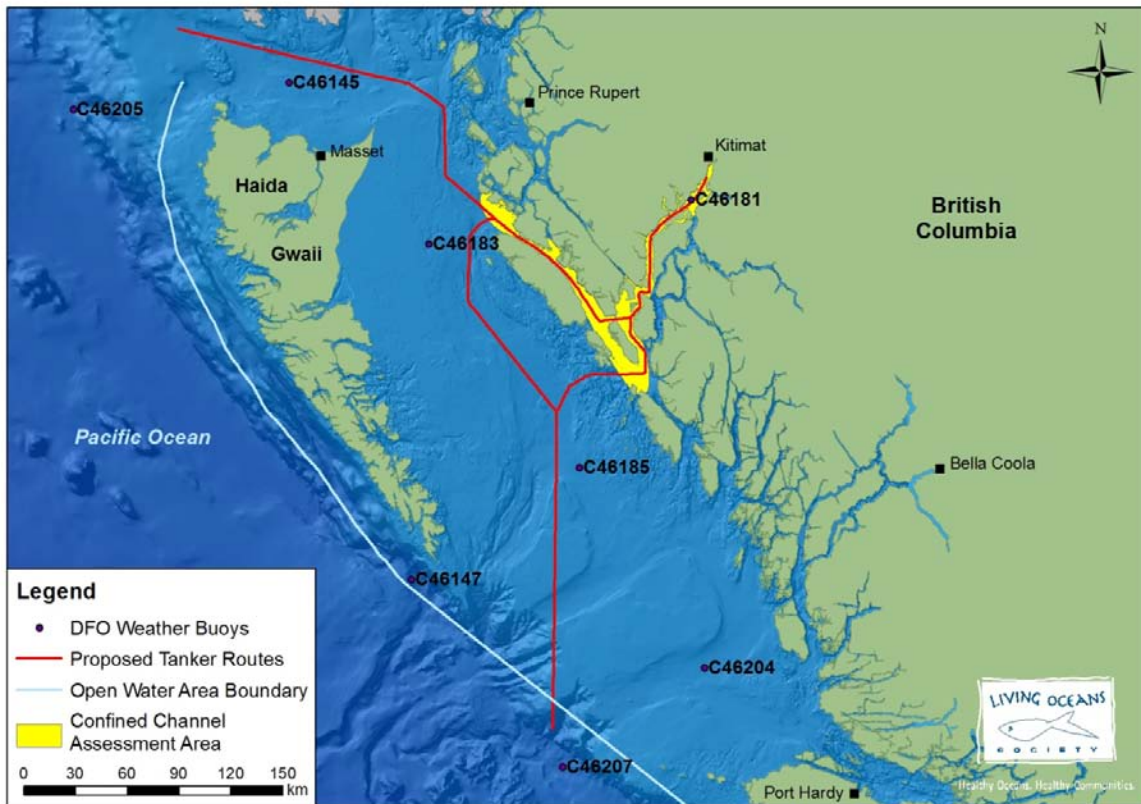 N
C46145
Prince Rupert
C46205
Masset
Kitimat
Haida
Gwaii
C46181
British
Columbia
C46183
Pacific Ocean
C46185
Bella Coola
C46147
C46204
C46207
Port Hardy
Legend
DFO Weather Buoys
Proposed Tanker Routes
Open Water Area Boundary
Confined Channel
Assessment Area
0 30 60 90 120 150
km
LIVING OCEANS
SOCIETY
Healthy Oceans. Healthy Communities.